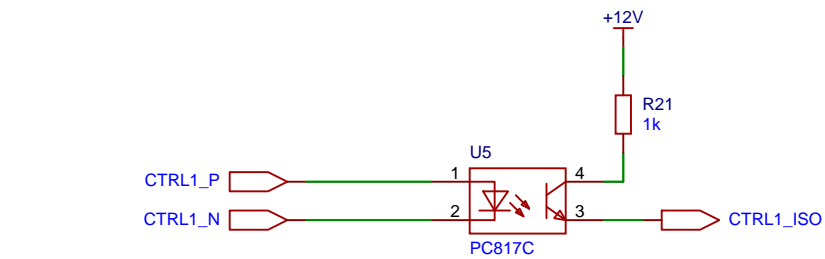 +12V
R21
1k
U5
CTRL1_P
1
4
CTRL1_N
2
3
CTRL1_ISO
PC817C